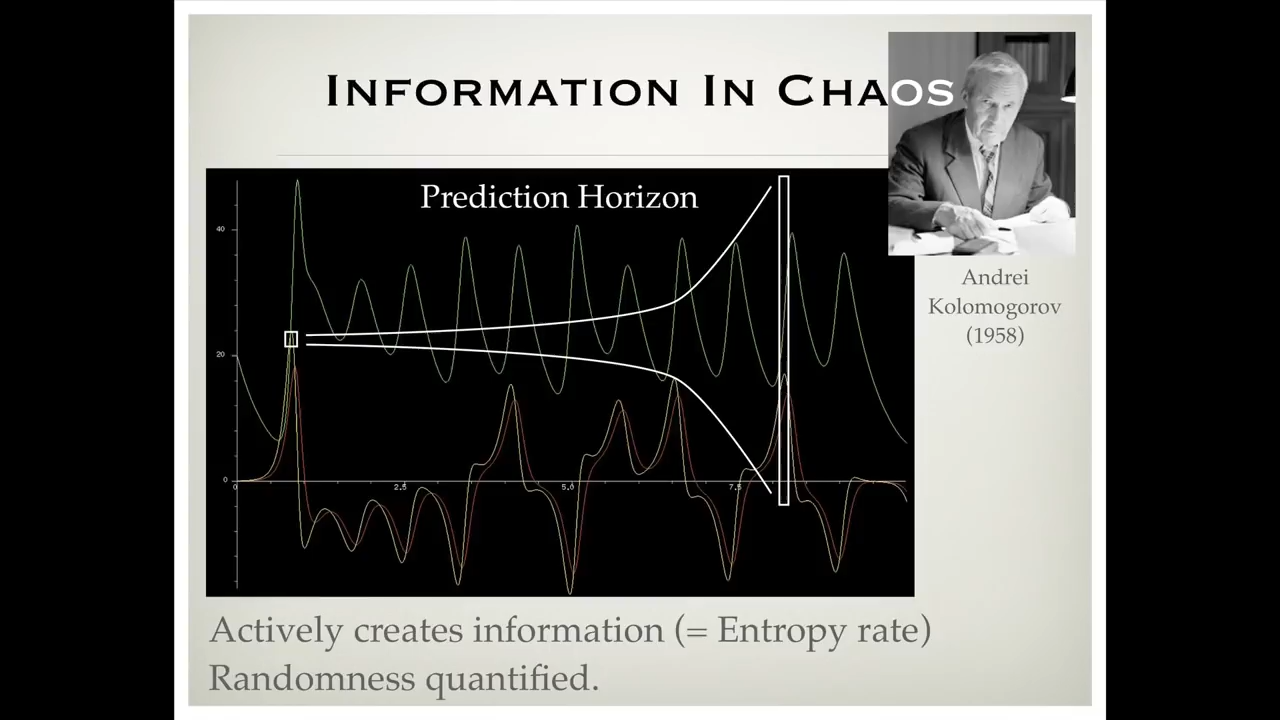 INFORMATION IN CHAOS
Prediction Horizon
40
20
0
0
2.5
5.0
7.5
Andrei
Kolomogorov
(1958)
Actively creates information (= Entropy rate)
Randomness quantified.